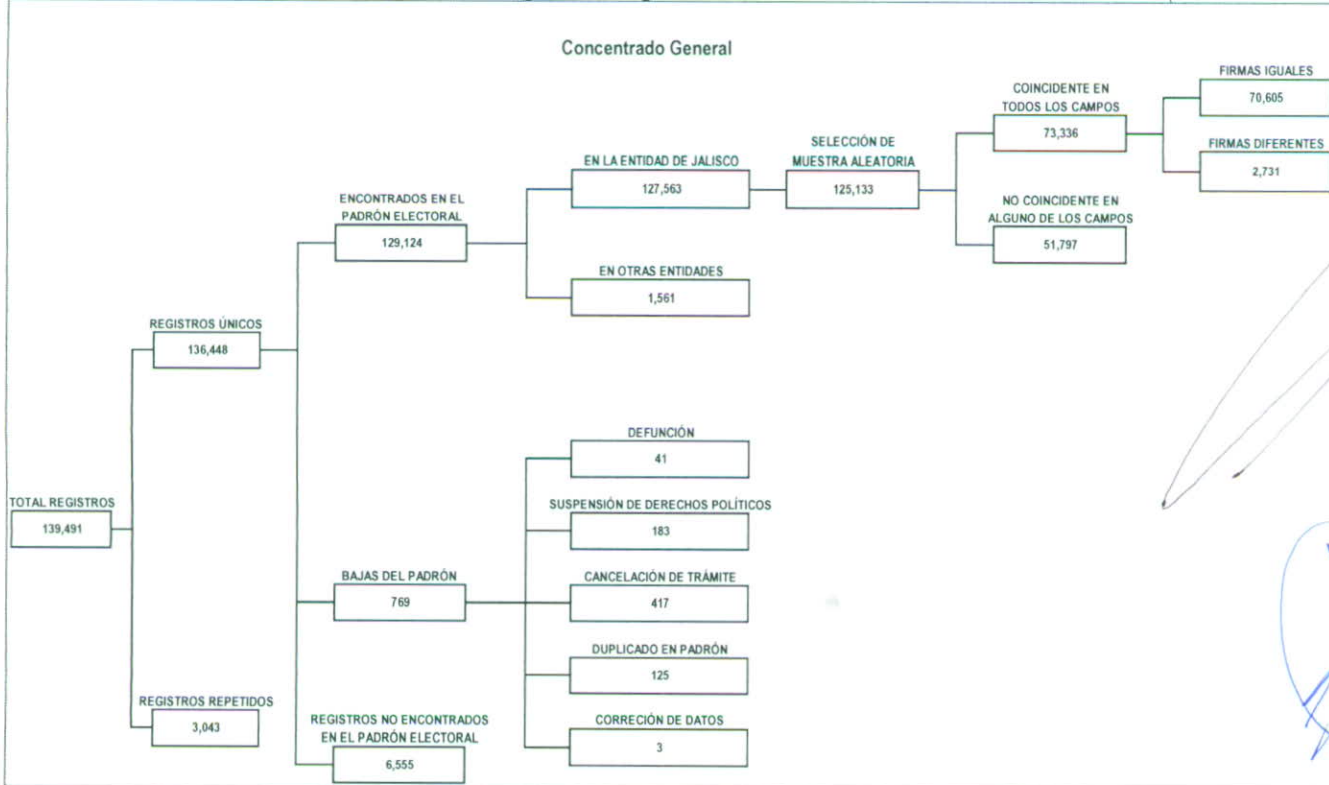 Concentrado General
TOTAL REGISTROS
139,491
REGISTROS ÚNICOS
136,448
REGISTROS REPETIDOS
3,043
ENCONTRADOS EN EL
PADRÓN ELECTORAL
129,124
BAJAS DEL PADRÓN
769
REGISTROS NO ENCONTRADOS
EN EL PADRÓN ELECTORAL
6,555
EN LA ENTIDAD DE JALISCO
127,563
EN OTRAS ENTIDADES
1,561
DEFUNCIÓN
41
SUSPENSIÓN DE DERECHOS POLÍTICOS
183
CANCELACIÓN DE TRÁMITE
417
DUPLICADO EN PADRÓN
125
CORRECIÓN DE DATOS
3
SELECCIÓN DE
MUESTRA ALEATORIA
125,133
COINCIDENTE EN
TODOS LOS CAMPOS
73,336
NO COINCIDENTE EN
ALGUNO DE LOS CAMPOS
51,797
FIRMAS IGUALES
70,605
FIRMAS DIFERENTES
2,731